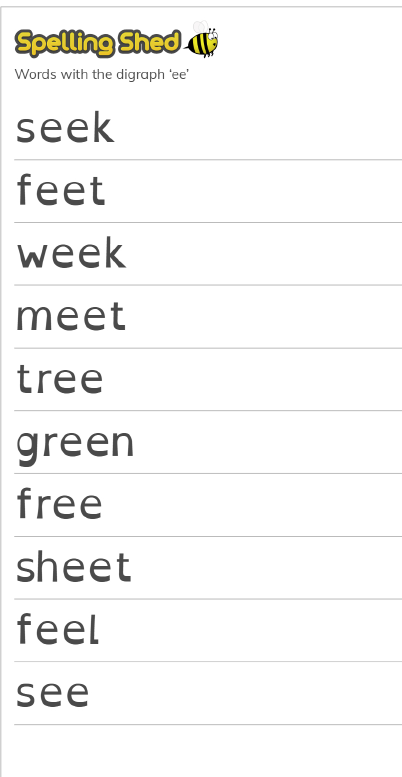 Spelling Shed
Words with the digraph ‘ee’
seek
feet
week
meet
tree
green
free
sheet
feel
see